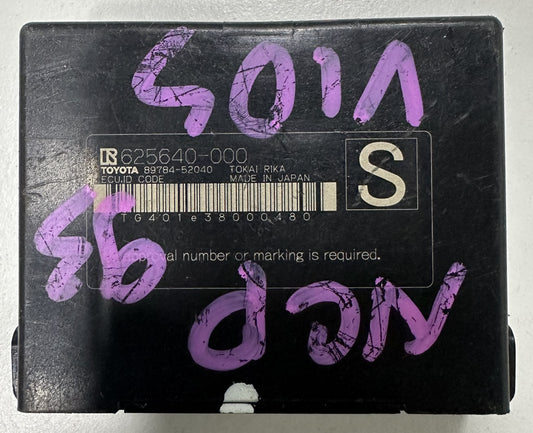 VIOS
625640-000
TOYOTA 89784-52040 TOKAI RIKA
ECU,ID CODE MADE IN JAPAN
S
TG401e38000480
approval number or marking is required.
93
NCP